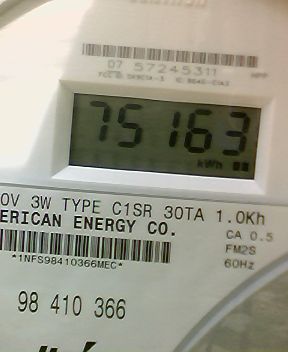 07 57245311
75163
kWh
0V 3W TYPE C1SR 30TA 1.0Kh
ERICAN ENERGY CO.
CA 0.5
FM2S
60Hz
*1NFS98410366MEC*
98 410 366